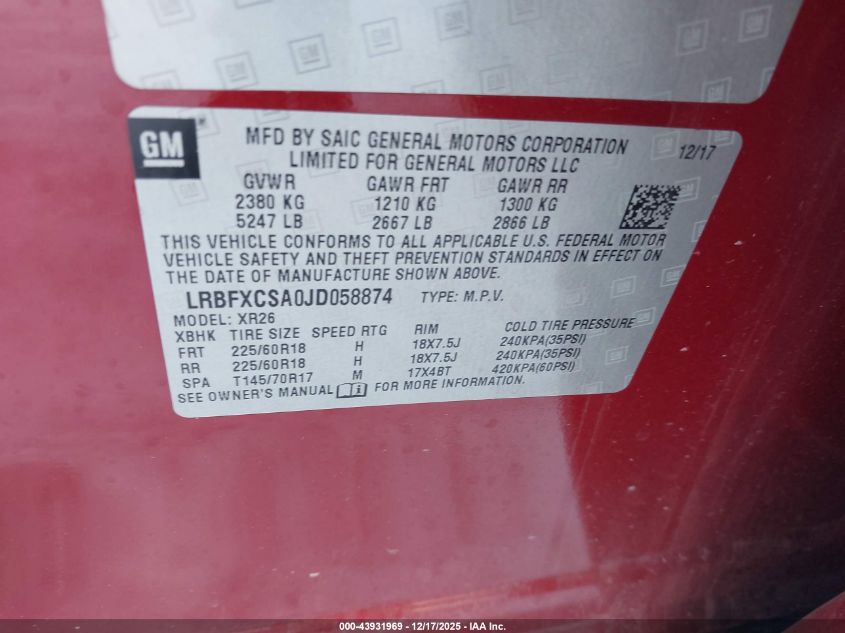 GM
MFD BY SAIC GENERAL MOTORS CORPORATION
LIMITED FOR GENERAL MOTORS LLC
12/17
GVWR GAWR FRT GAWR RR
2380 KG 1210 KG 1300 KG
5247 LB 2667 LB 2866 LB
THIS VEHICLE CONFORMS TO ALL APPLICABLE U.S. FEDERAL MOTOR
VEHICLE SAFETY AND THEFT PREVENTION STANDARDS IN EFFECT ON
THE DATE OF MANUFACTURE SHOWN ABOVE.
LRBFXCSA0JD058874 TYPE: M.P.V.
MODEL: XR26
XBHK TIRE SIZE SPEED RTG RIM COLD TIRE PRESSURE
FRT 225/60R18 H 18X7.5J 240KPA(35PSI)
RR 225/60R18 H 18X7.5J 240KPA(35PSI)
SPA T145/70R17 M 17X4BT 420KPA(60PSI)
SEE OWNER'S MANUAL FOR MORE INFORMATION.
000-43931969 - 12/17/2025 - IAA Inc.